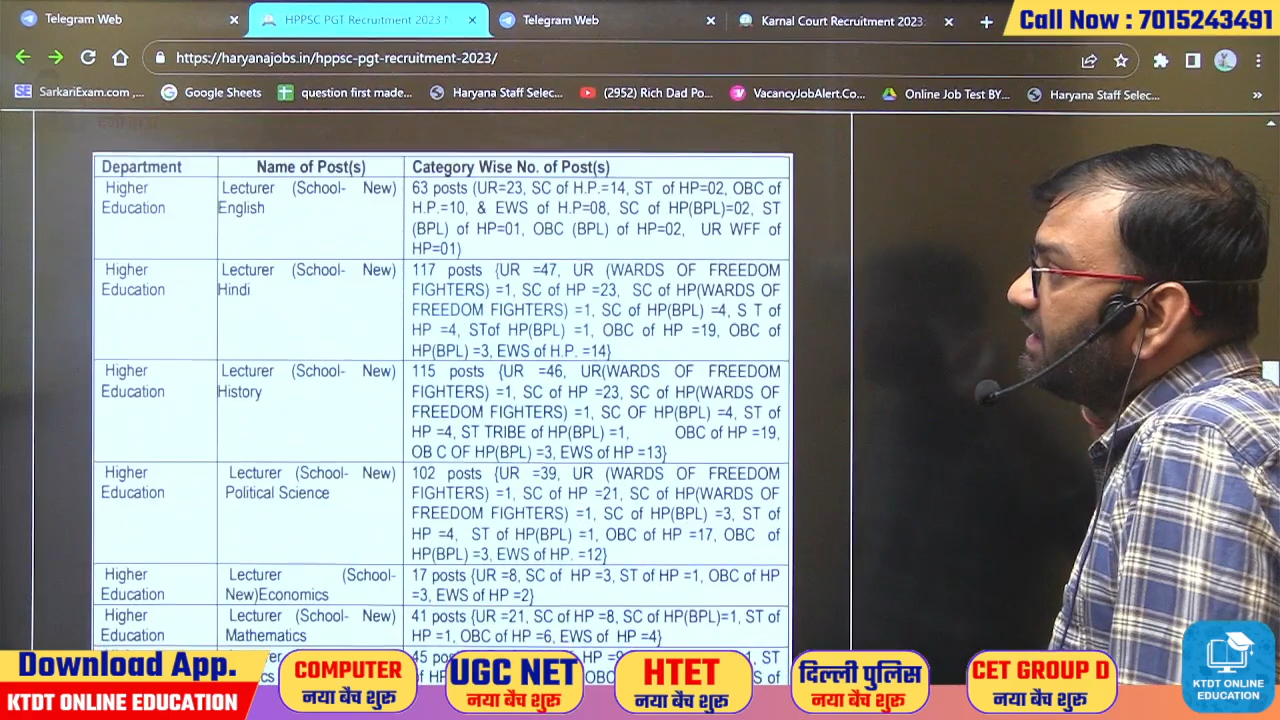 Telegram Web
HPPSC PGT Recruitment 2023
Telegram Web
Karnal Court Recruitment 2023:
Call Now : 7015243491
https://haryanajobs.in/hppsc-pgt-recruitment-2023/
SarkariExam.com ,...
Google Sheets
question first made...
Haryana Staff Selec...
(2952) Rich Dad Po...
VacancyJobAlert.Co...
Online Job Test BY...
Haryana Staff Selec...
Department Name of Post(s) Category Wise No. of Post(s)
Higher Lecturer (School- New) 63 posts (UR=23, SC of H.P.=14, ST of HP=02, OBC of
Education English H.P.=10, & EWS of H.P=08, SC of HP(BPL)=02, ST
(BPL) of HP=01, OBC (BPL) of HP=02, UR WFF of
HP=01)
Higher Lecturer (School- New) 117 posts {UR =47, UR (WARDS OF FREEDOM
Education Hindi FIGHTERS) =1, SC of HP =23, SC of HP(WARDS OF
FREEDOM FIGHTERS) =1, SC of HP(BPL) =4, S T of
HP =4, STof HP(BPL) =1, OBC of HP =19, OBC of
HP(BPL) =3, EWS of H.P. =14}
Higher Lecturer (School- New) 115 posts {UR =46, UR(WARDS OF FREEDOM
Education History FIGHTERS) =1, SC of HP =23, SC of HP(WARDS OF
FREEDOM FIGHTERS) =1, SC OF HP(BPL) =4, ST of
HP =4, ST TRIBE of HP(BPL) =1, OBC of HP =19,
OB C OF HP(BPL) =3, EWS of HP =13}
Higher Lecturer (School- New) 102 posts {UR =39, UR (WARDS OF FREEDOM
Education Political Science FIGHTERS) =1, SC of HP =21, SC of HP(WARDS OF
FREEDOM FIGHTERS) =1, SC of HP(BPL) =3, ST of
HP =4, ST of HP(BPL) =1, OBC of HP =17, OBC of
HP(BPL) =3, EWS of HP. =12}
Higher Lecturer (School- 17 posts {UR =8, SC of HP =3, ST of HP =1, OBC of HP
Education New)Economics =3, EWS of HP =2}
Higher Lecturer (School- New) 41 posts {UR =21, SC of HP =8, SC of HP(BPL)=1, ST of
Education Mathematics HP =1, OBC of HP =6, EWS of HP =4}
Download App.
KTDT ONLINE EDUCATION
COMPUTER
नया बैच शुरू
UGC NET
नया बैच शुरू
HTET
नया बैच शुरू
दिल्ली पुलिस
नया बैच शुरू
CET GROUP D
नया बैच शुरू
KTDT ONLINE
EDUCATION